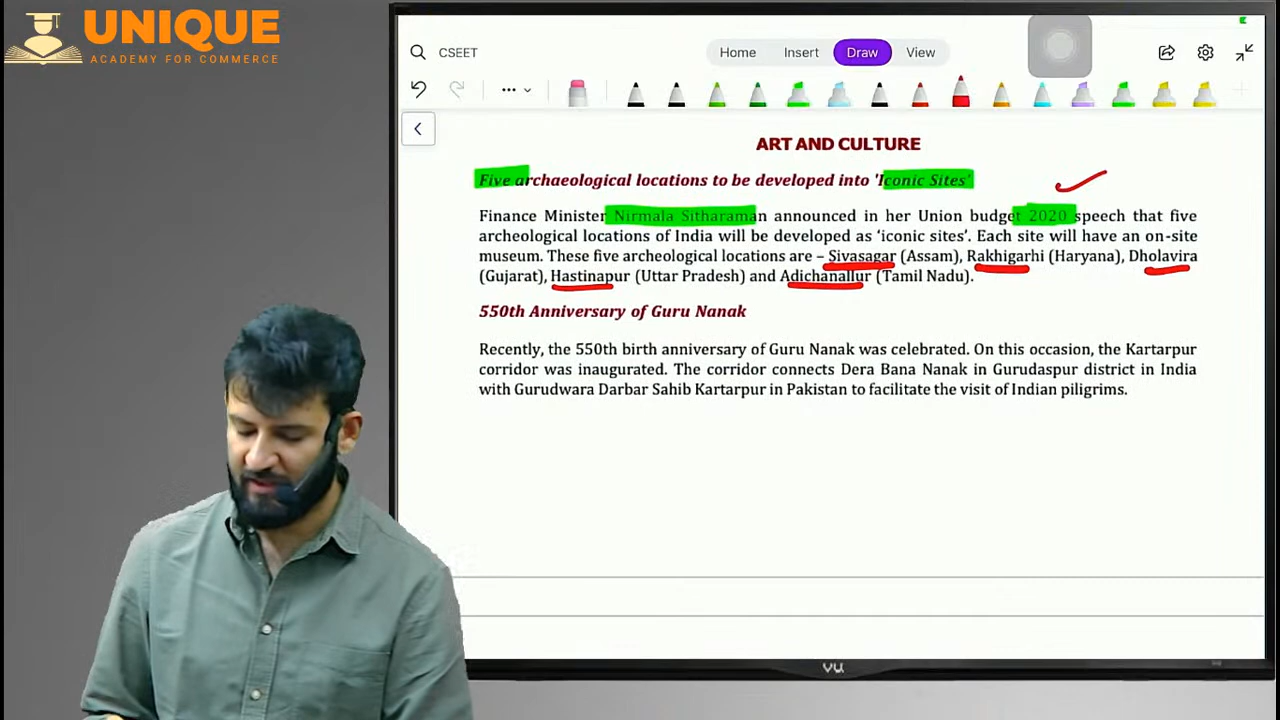 UNIQUE
ACADEMY FOR COMMERCE
CSEET
Home Insert Draw View
ART AND CULTURE
Five archaeological locations to be developed into 'Iconic Sites'
Finance Minister Nirmala Sitharaman announced in her Union budget 2020 speech that five
archeological locations of India will be developed as 'iconic sites'. Each site will have an on-site
museum. These five archeological locations are – Sivasagar (Assam), Rakhigarhi (Haryana), Dholavira
(Gujarat), Hastinapur (Uttar Pradesh) and Adichanallur (Tamil Nadu).
550th Anniversary of Guru Nanak
Recently, the 550th birth anniversary of Guru Nanak was celebrated. On this occasion, the Kartarpur
corridor was inaugurated. The corridor connects Dera Bana Nanak in Gurudaspur district in India
with Gurudwara Darbar Sahib Kartarpur in Pakistan to facilitate the visit of Indian piligrims.
VU